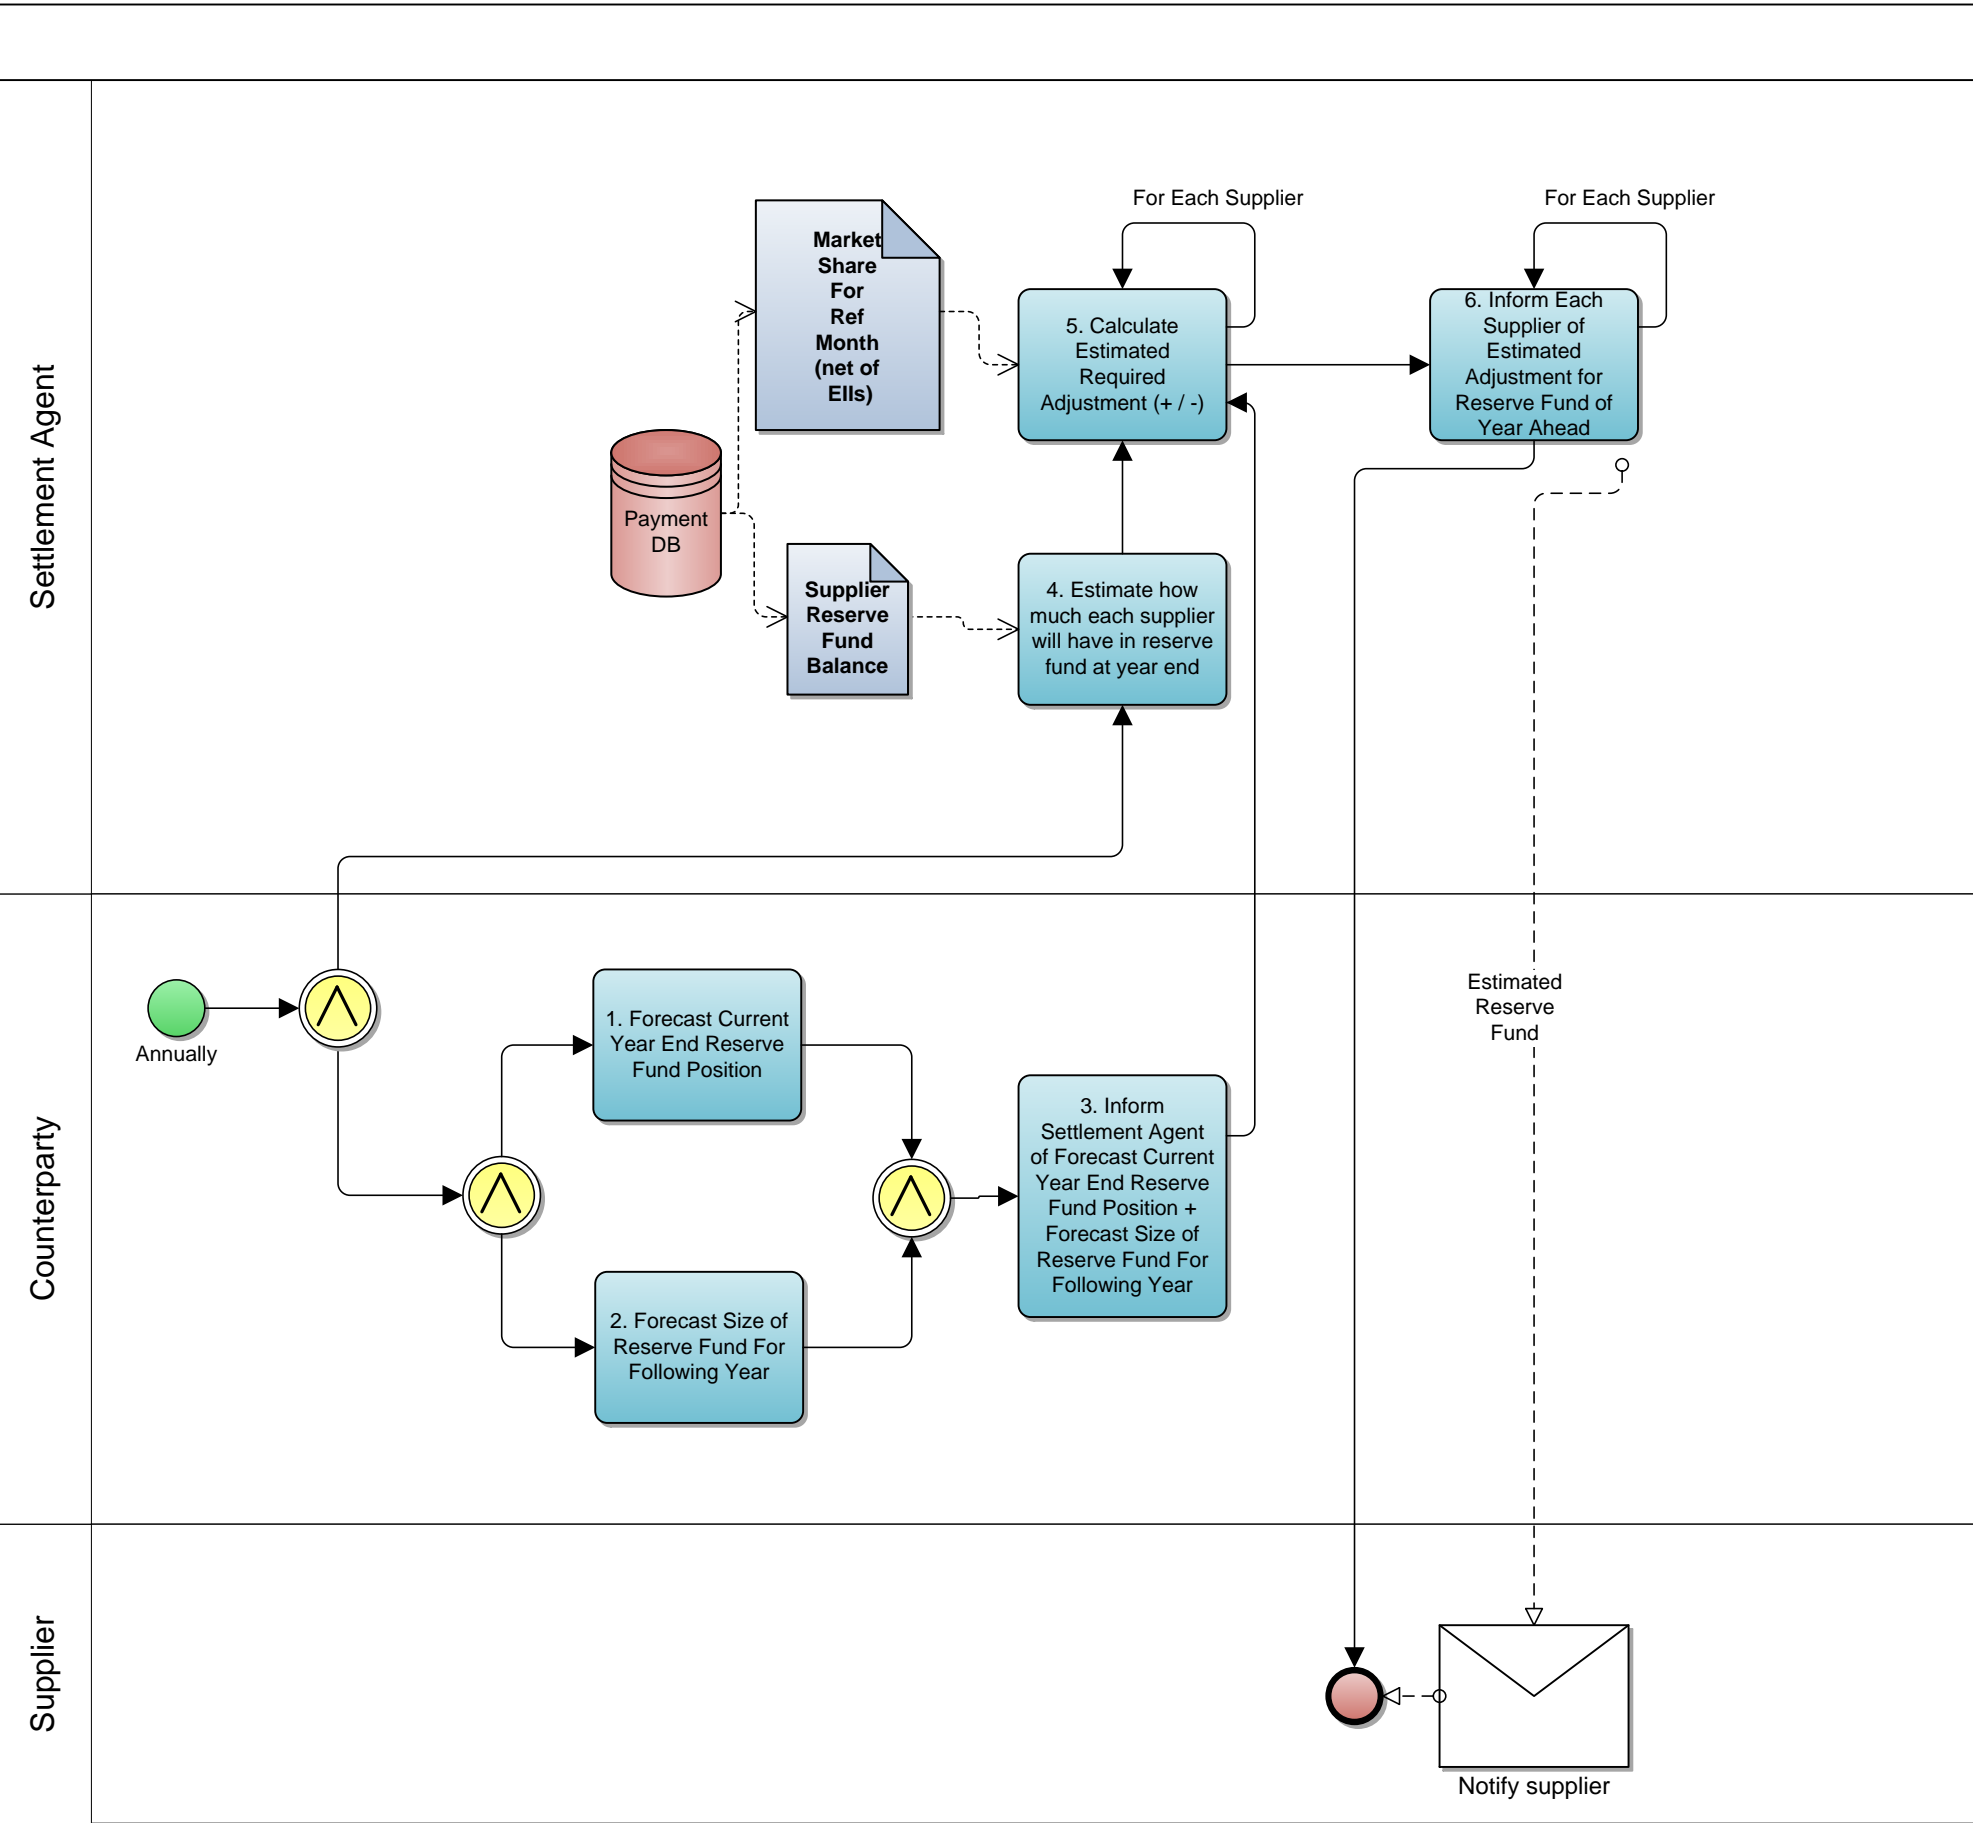 Settlement Agent
For Each Supplier
For Each Supplier
Market
Share
For
Ref
Month
(net of
EIIs)
5. Calculate
Estimated
Required
Adjustment (+ / -)
6. Inform Each
Supplier of
Estimated
Adjustment for
Reserve Fund of
Year Ahead
Payment
DB
Supplier
Reserve
Fund
Balance
4. Estimate how
much each supplier
will have in reserve
fund at year end
Counterparty
Annually
1. Forecast Current
Year End Reserve
Fund Position
2. Forecast Size of
Reserve Fund For
Following Year
3. Inform
Settlement Agent
of Forecast Current
Year End Reserve
Fund Position +
Forecast Size of
Reserve Fund For
Following Year
Estimated
Reserve
Fund
Supplier
Notify supplier